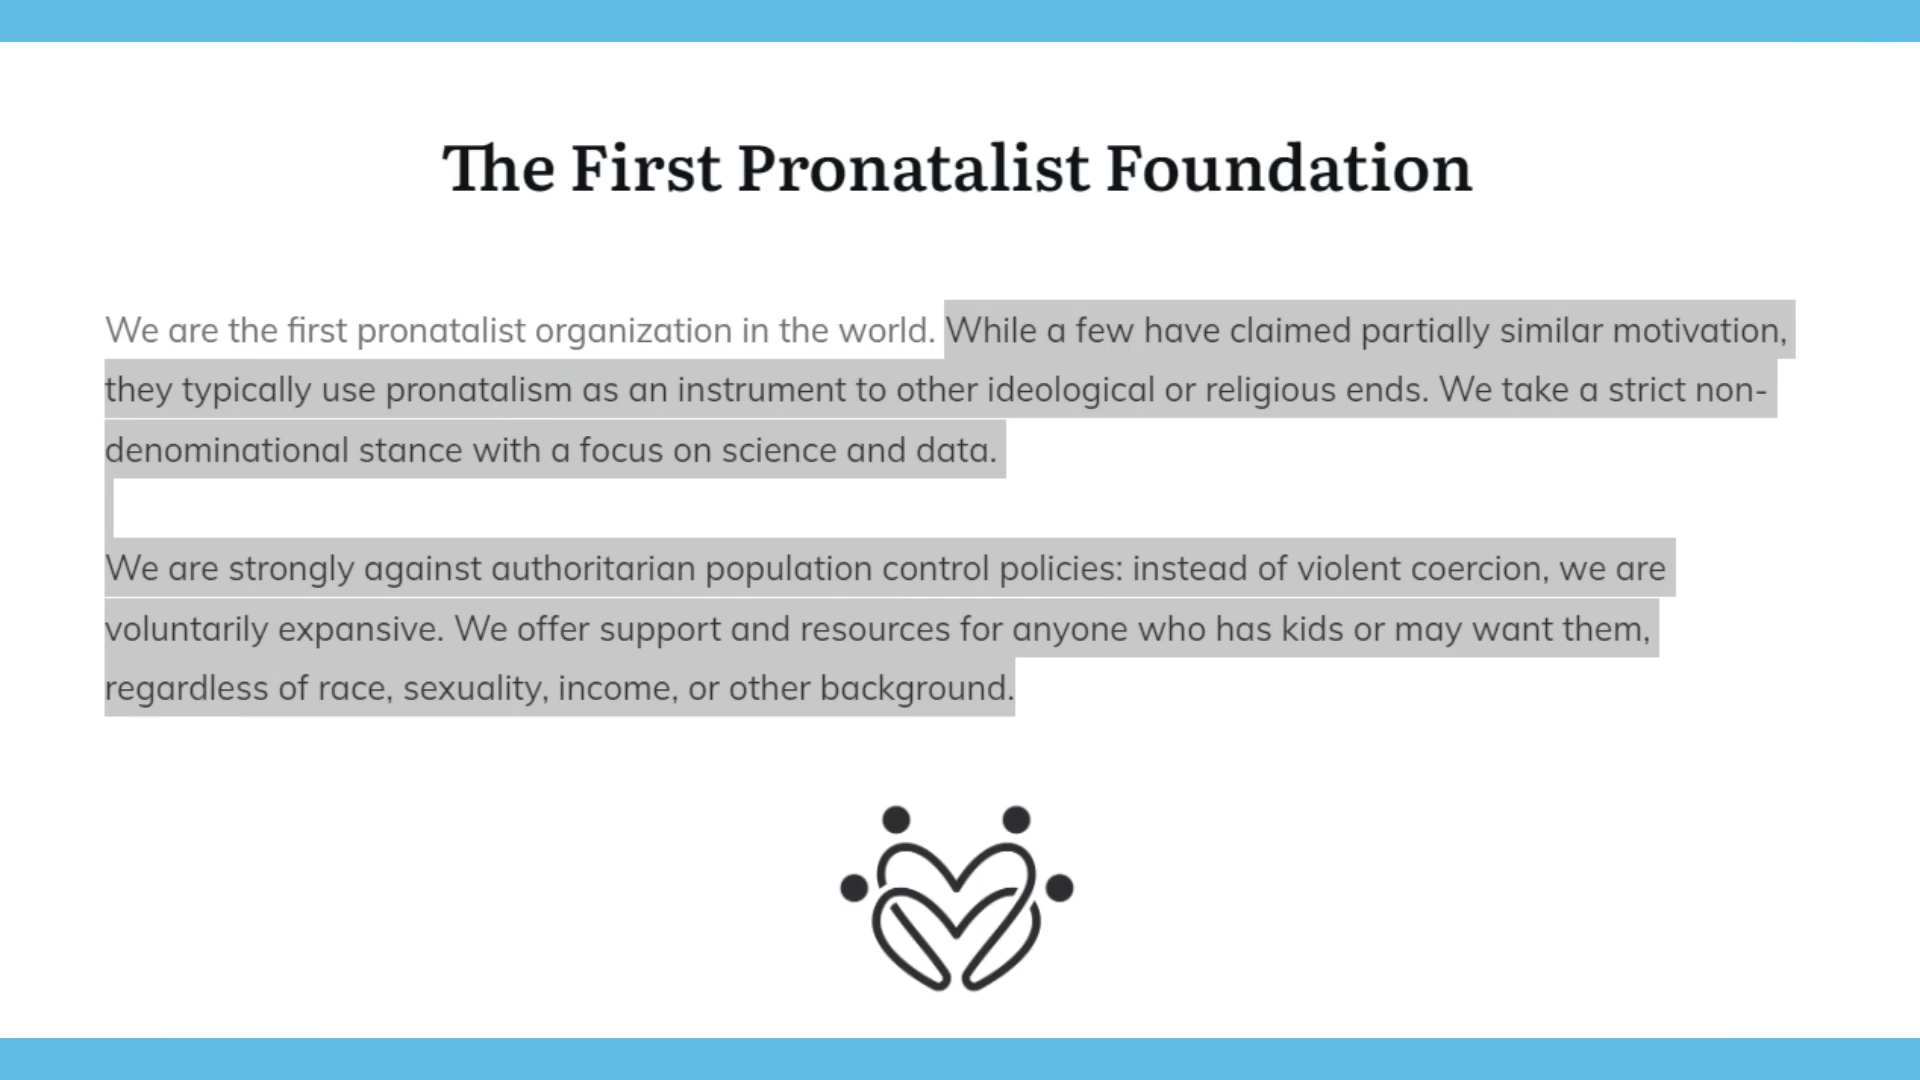 The First Pronatalist Foundation
We are the first pronatalist organization in the world. While a few have claimed partially similar motivation,
they typically use pronatalism as an instrument to other ideological or religious ends. We take a strict non-
denominational stance with a focus on science and data.
We are strongly against authoritarian population control policies: instead of violent coercion, we are
voluntarily expansive. We offer support and resources for anyone who has kids or may want them,
regardless of race, sexuality, income, or other background.